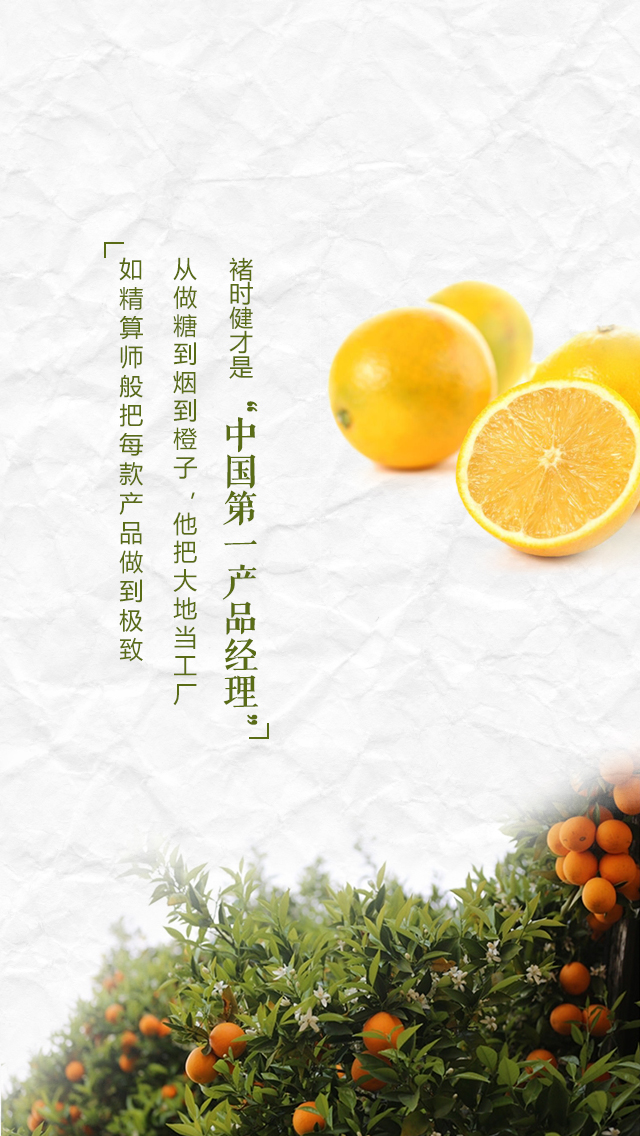 褚时健才是“中国第一产品经理”
从做糖到烟到橙子，他把大地当工厂
如精算师般把每款产品做到极致